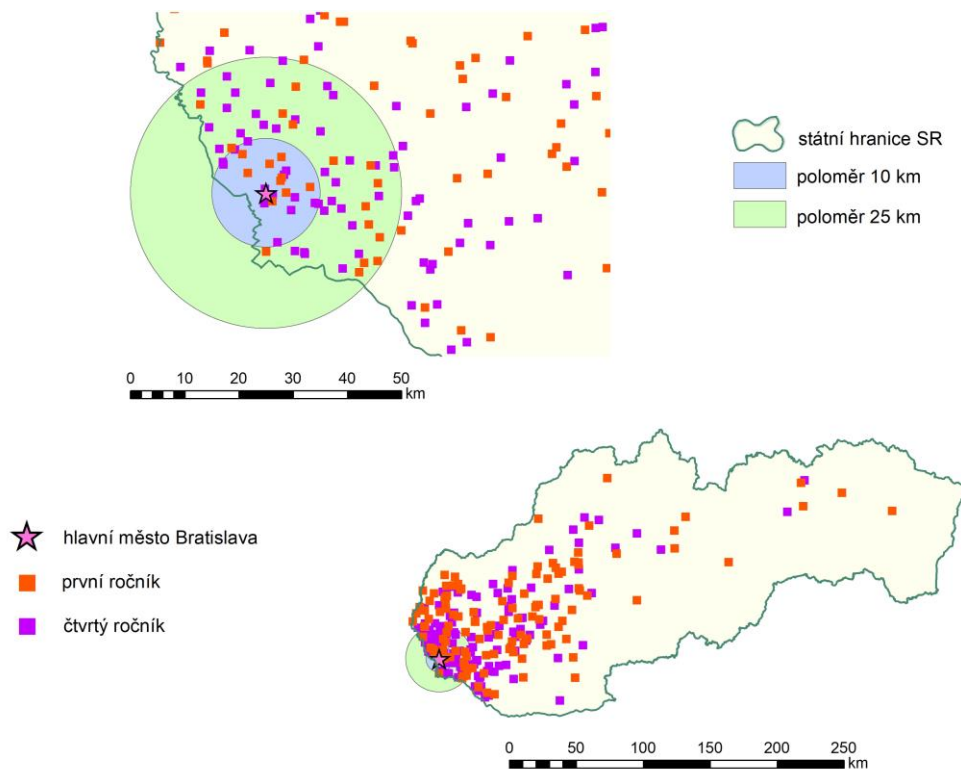 státní hranice SR
poloměr 10 km
poloměr 25 km
0 10 20 30 40 50
km
hlavní město Bratislava
první ročník
čtvrtý ročník
0 50 100 150 200 250
km